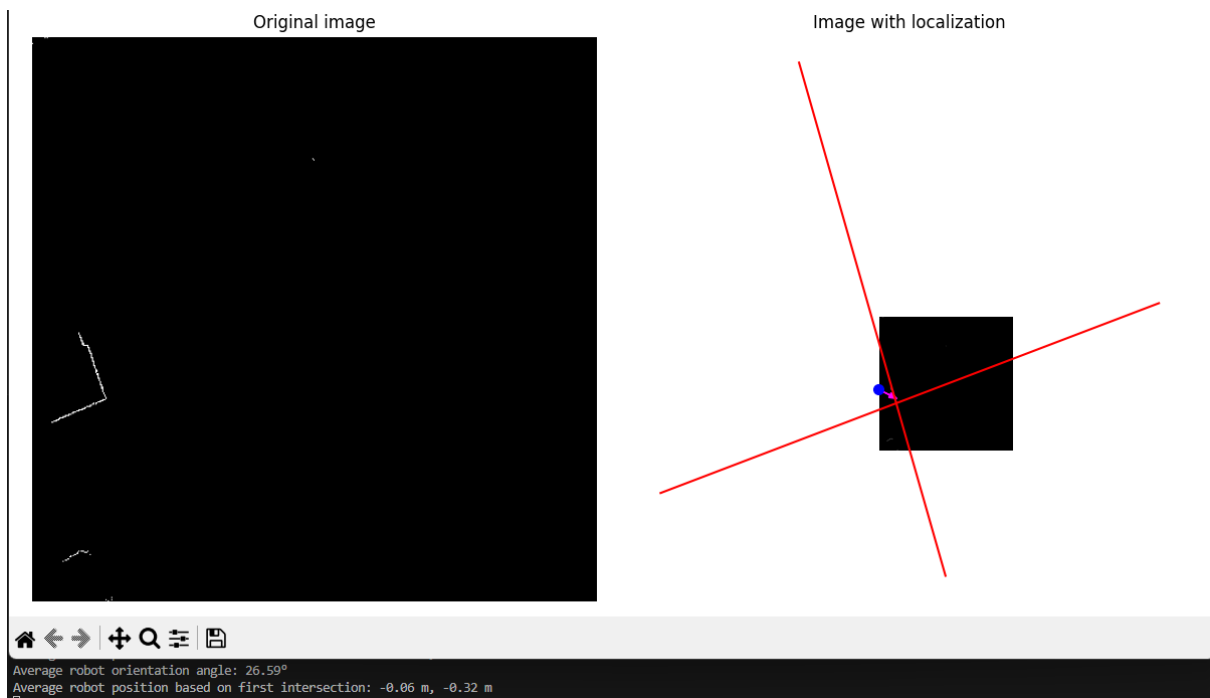 Original image
Image with localization
Average robot orientation angle: 26.59º
Average robot position based on first intersection: -0.06 m, -0.32 m